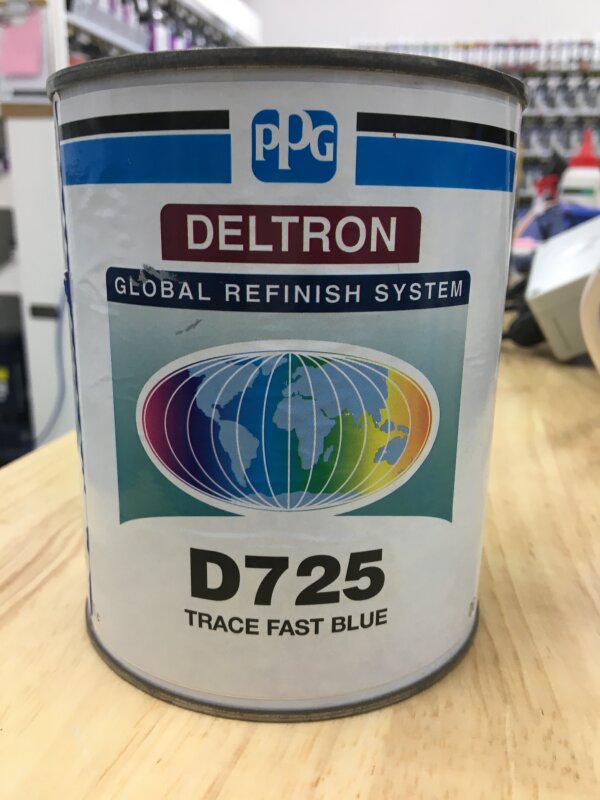 PPG
DELTRON
GLOBAL REFINISH SYSTEM
D725
TRACE FAST BLUE